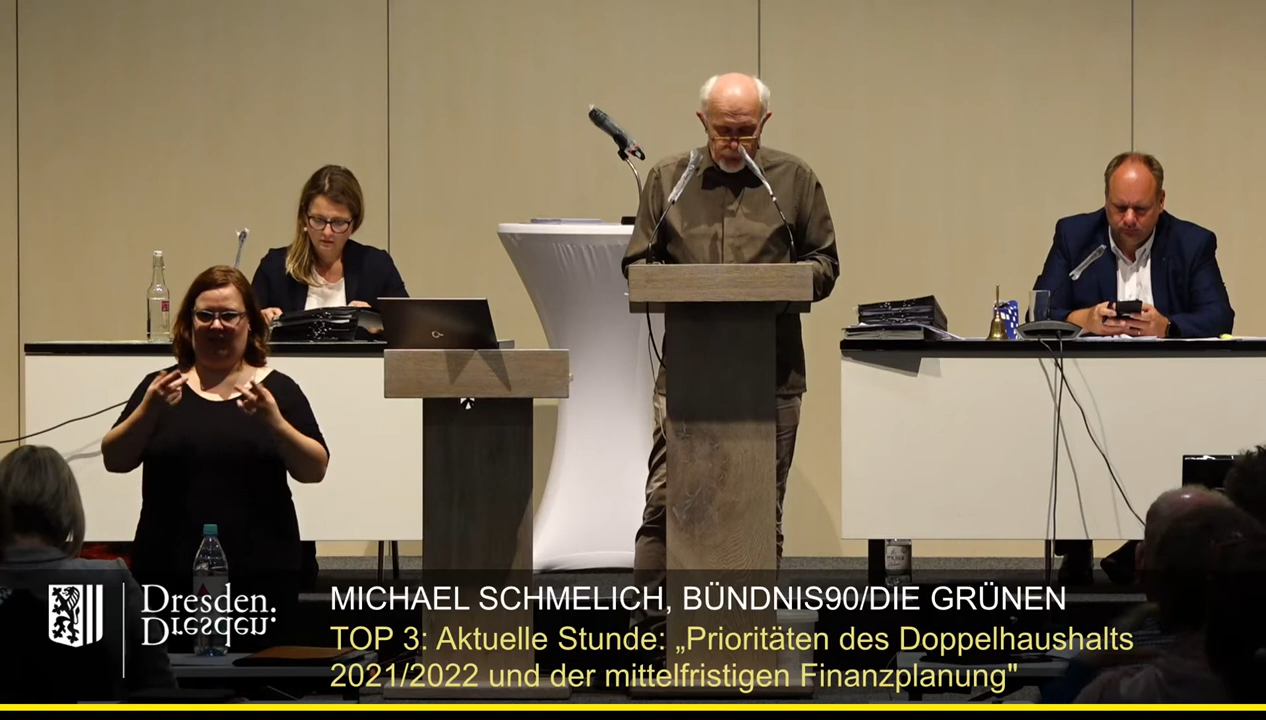 MICHAEL SCHMELICH, BÜNDNIS90/DIE GRÜNEN
Dresden.
Dresden.
TOP 3: Aktuelle Stunde: „Prioritäten des Doppelhaushalts
2021/2022 und der mittelfristigen Finanzplanung"